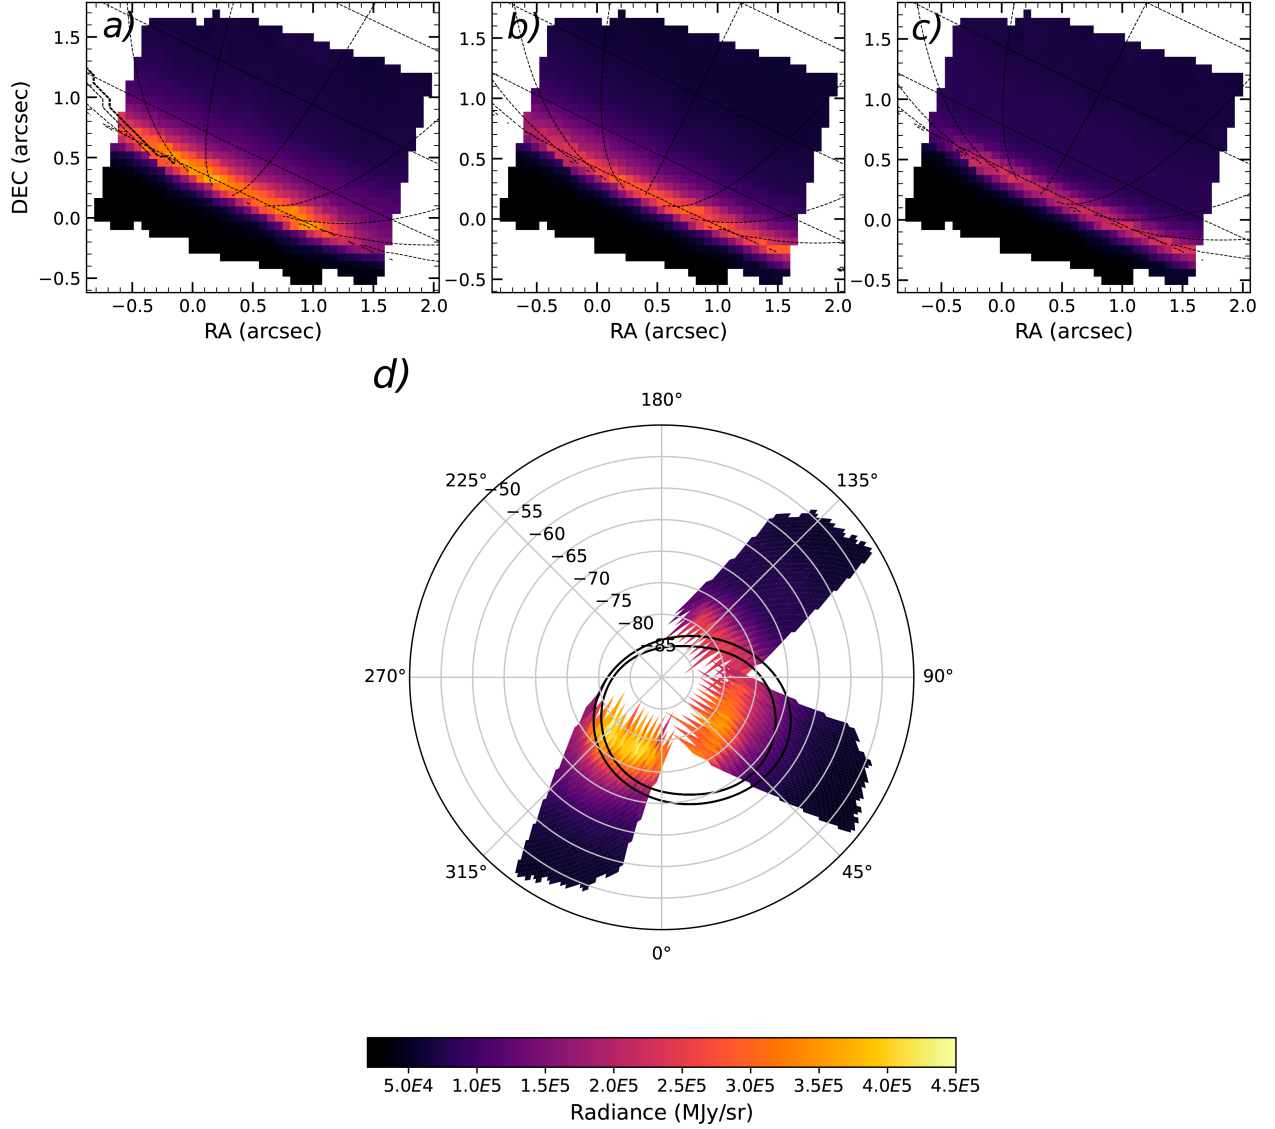 a) b) c)
1.5 1.5 1.5
1.0 1.0 1.0
DEC (arcsec)
0.5 0.5 0.5
0.0 0.0 0.0
−0.5 −0.5 −0.5
−0.5 0.0 0.5 1.0 1.5 2.0 −0.5 0.0 0.5 1.0 1.5 2.0 −0.5 0.0 0.5 1.0 1.5 2.0
RA (arcsec) RA (arcsec) RA (arcsec)
d)
180°
225° 135°
−50
−55
−60
−65
−70
−75
−80
−85
270° 90°
315° 45°
0°
5.0E4 1.0E5 1.5E5 2.0E5 2.5E5 3.0E5 3.5E5 4.0E5 4.5E5
Radiance (MJy/sr)